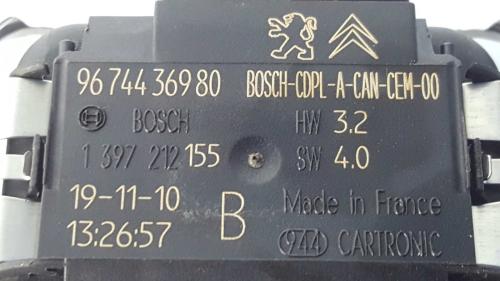 96 744 369 80 BOSCH-CDPL-A-CAN-CEM-00
BOSCH HW 3.2
1 397 212 155 SW 4.0
19-11-10 B Made in France
13:26:57 944 CARTRONIC